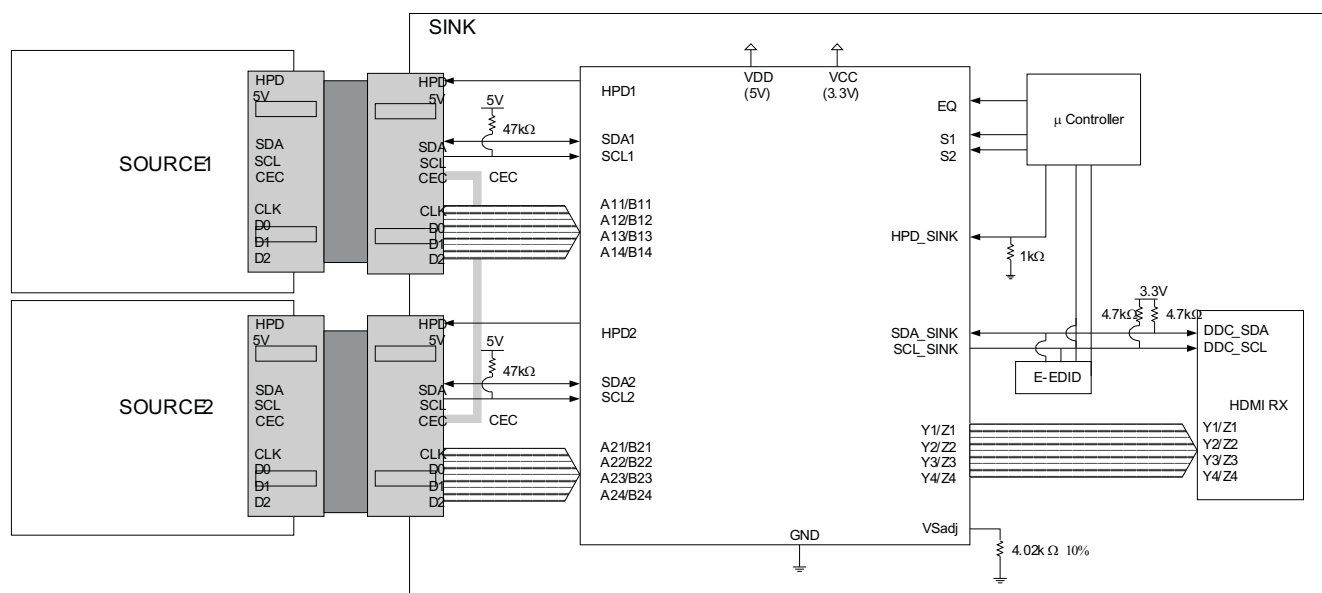 SINK
SOURCE1
HPD
5V
SDA
SCL
CEC
CLK
D0
D1
D2
HPD
5V
SDA
SCL
CEC
CLK
D0
D1
D2
5V
47kΩ
CEC
HPD1
SDA1
SCL1
A11/B11
A12/B12
A13/B13
A14/B14
VDD
(5V)
VCC
(3.3V)
EQ
S1
S2
μ Controller
HPD_SINK
1kΩ
SOURCE2
HPD
5V
SDA
SCL
CEC
CLK
D0
D1
D2
HPD
5V
SDA
SCL
CEC
CLK
D0
D1
D2
5V
47kΩ
CEC
HPD2
SDA2
SCL2
A21/B21
A22/B22
A23/B23
A24/B24
SDA_SINK
SCL_SINK
3.3V
4.7kΩ
4.7kΩ
E-EDID
DDC_SDA
DDC_SCL
HDMI RX
Y1/Z1
Y2/Z2
Y3/Z3
Y4/Z4
Y1/Z1
Y2/Z2
Y3/Z3
Y4/Z4
VSadj
GND
4.02k Ω 10%